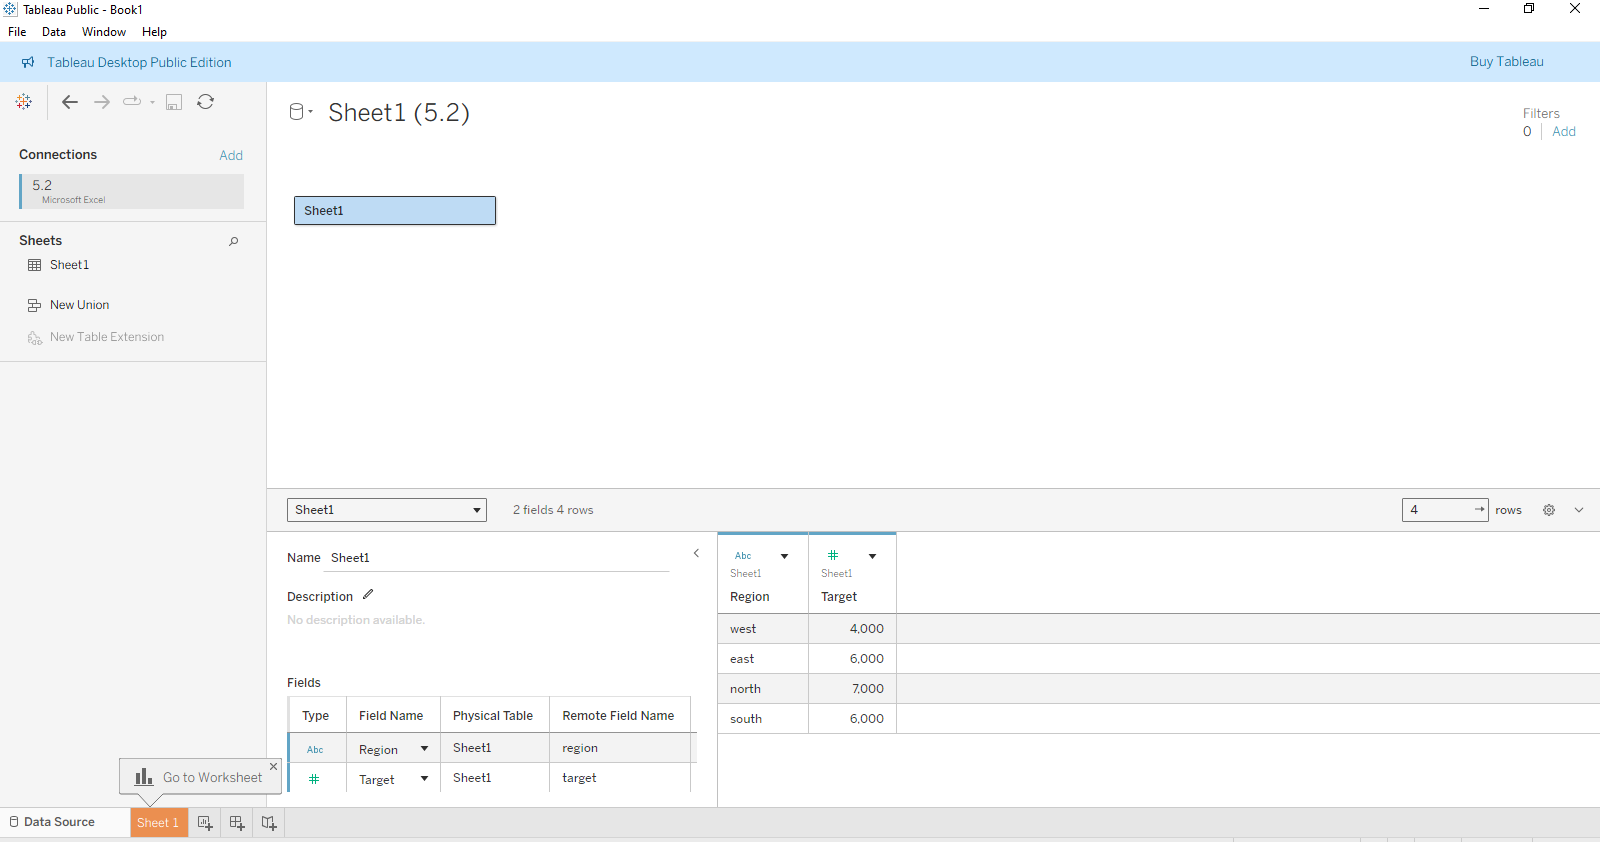 Tableau Public - Book1
File Data Window Help
Tableau Desktop Public Edition
Buy Tableau
Connections Add
5.2
Microsoft Excel
Sheets
Sheet1
New Union
New Table Extension
Sheet1 (5.2)
Filters
0 Add
Sheet1
Sheet1 2 fields 4 rows
4 rows
Name Sheet1
Description
No description available.
Fields
Type Field Name Physical Table Remote Field Name
Abc Region Sheet1 region
# Target Sheet1 target
Abc #
Sheet1 Sheet1
Region Target
west 4,000
east 6,000
north 7,000
south 6,000
Go to Worksheet
Data Source Sheet 1